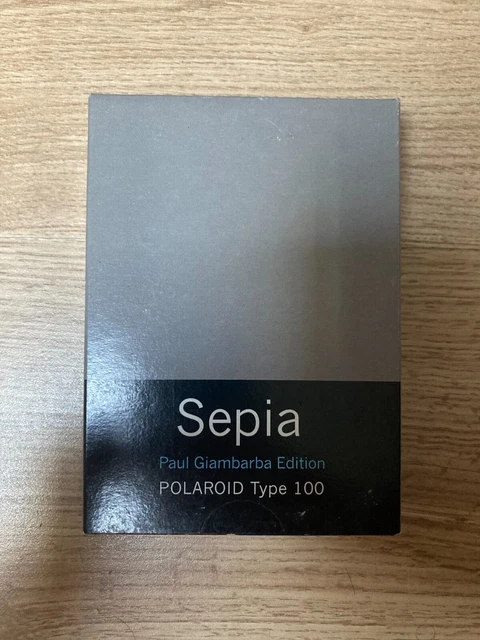 Sepia
Paul Giambarba Edition
POLAROID Type 100